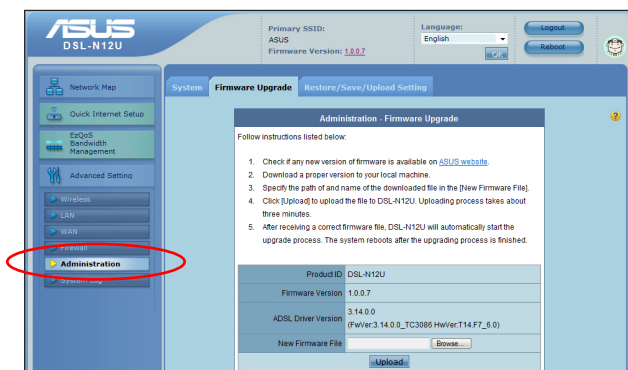 ASUS
DSL-N12U
Primary SSID:
ASUS
Firmware Version: 1.0.0.7
Language:
English
OK
Logout
Reboot
Network Map
Quick Internet Setup
EzQoS
Bandwidth
Management
Advanced Setting
Wireless
LAN
WAN
Firewall
Administration
System Log
System
Firmware Upgrade
Restore/Save/Upload Setting
Administration - Firmware Upgrade
Follow instructions listed below:
1. Check if any new version of firmware is available on ASUS website.
2. Download a proper version to your local machine.
3. Specify the path of and name of the downloaded file in the [New Firmware File].
4. Click [Upload] to upload the file to DSL-N12U. Uploading process takes about
three minutes.
5. After receiving a correct firmware file, DSL-N12U will automatically start the
upgrade process. The system reboots after the upgrading process is finished.
Product ID DSL-N12U
Firmware Version 1.0.0.7
ADSL Driver Version 3.14.0.0
(FwVer:3.14.0.0_TC3086 HwVer:T14.F7_6.0)
New Firmware File Browse...
Upload